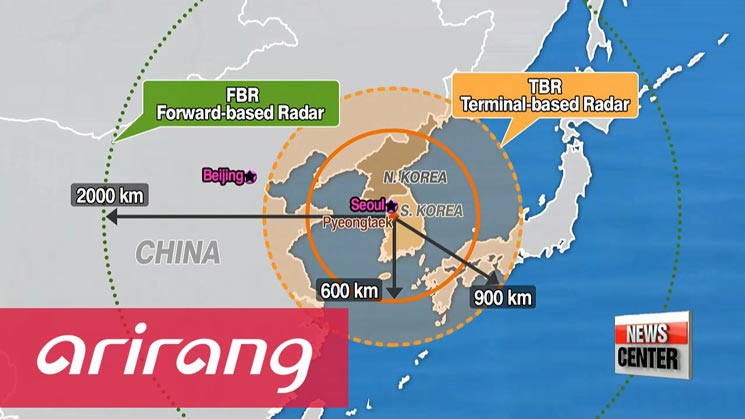 FBR
Forward-based Radar
TBR
Terminal-based Radar
Beijing
N. KOREA
2000 km
Seoul
S. KOREA
Pyeongtaek
CHINA
600 km
900 km
arirang
NEWS
CENTER